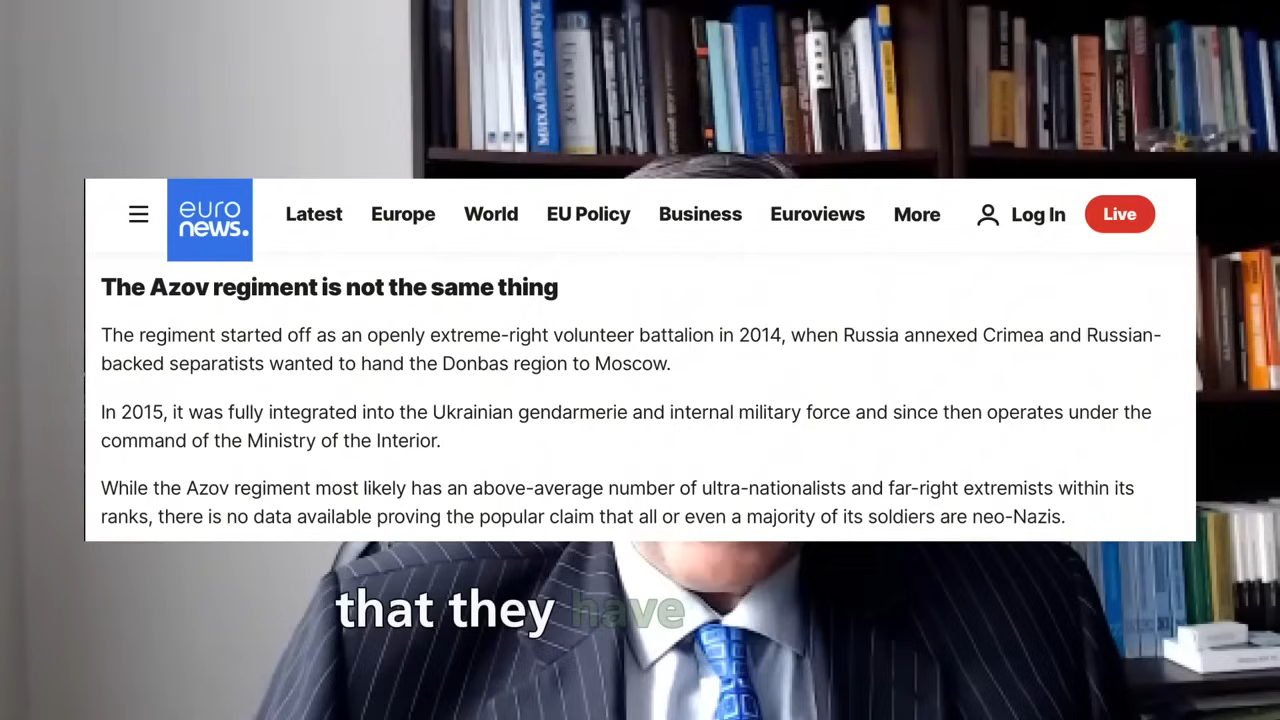 МИХАЙЛО КРАВЧУК
UKRAINE
euro
news.
Latest
Europe
World
EU Policy
Business
Euroviews
More
Log In
Live
The Azov regiment is not the same thing
The regiment started off as an openly extreme-right volunteer battalion in 2014, when Russia annexed Crimea and Russian-
backed separatists wanted to hand the Donbas region to Moscow.
In 2015, it was fully integrated into the Ukrainian gendarmerie and internal military force and since then operates under the
command of the Ministry of the Interior.
While the Azov regiment most likely has an above-average number of ultra-nationalists and far-right extremists within its
ranks, there is no data available proving the popular claim that all or even a majority of its soldiers are neo-Nazis.
that they have